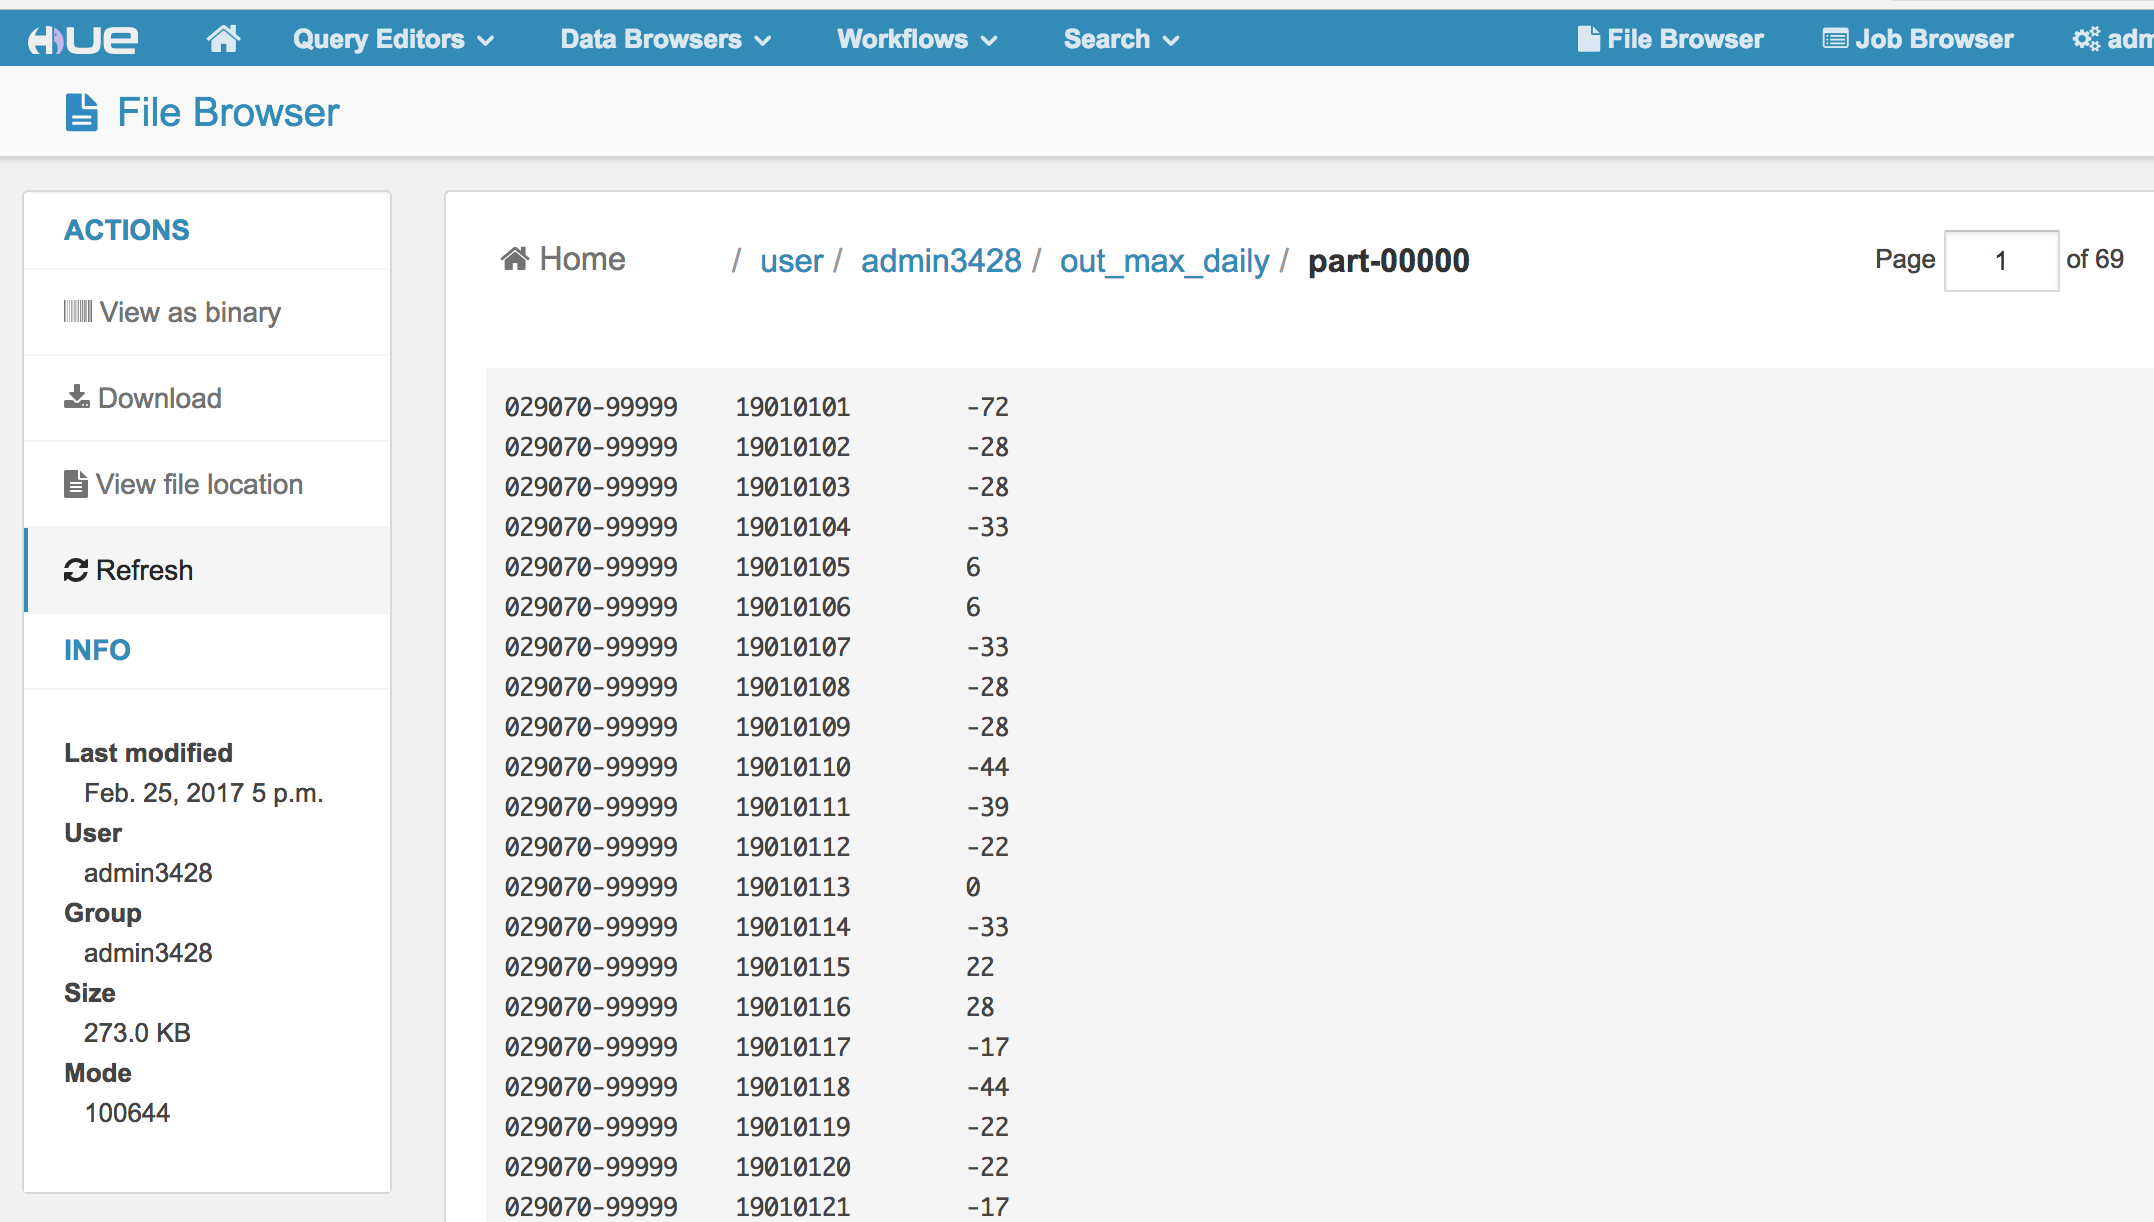 HUE Query Editors Data Browsers Workflows Search File Browser Job Browser adm
File Browser
ACTIONS
View as binary
Download
View file location
Refresh
INFO
Last modified
Feb. 25, 2017 5 p.m.
User
admin3428
Group
admin3428
Size
273.0 KB
Mode
100644
Home / user / admin3428 / out_max_daily / part-00000 Page 1 of 69
029070-99999 19010101 -72
029070-99999 19010102 -28
029070-99999 19010103 -28
029070-99999 19010104 -33
029070-99999 19010105 6
029070-99999 19010106 6
029070-99999 19010107 -33
029070-99999 19010108 -28
029070-99999 19010109 -28
029070-99999 19010110 -44
029070-99999 19010111 -39
029070-99999 19010112 -22
029070-99999 19010113 0
029070-99999 19010114 -33
029070-99999 19010115 22
029070-99999 19010116 28
029070-99999 19010117 -17
029070-99999 19010118 -44
029070-99999 19010119 -22
029070-99999 19010120 -22
029070-99999 19010121 -17